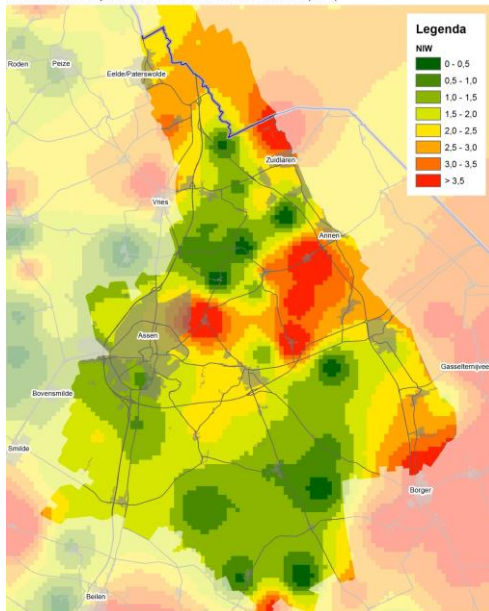 Legenda
NIW
0 - 0,5
0,5 - 1,0
1,0 - 1,5
1,5 - 2,0
2,0 - 2,5
2,5 - 3,0
3,0 - 3,5
> 3,5
Roden
Peize
Eelde/Paterswolde
Zuidlaren
Vries
Annen
Assen
Gasselternijvee
Bovensmilde
Smilde
Borger
Beilen